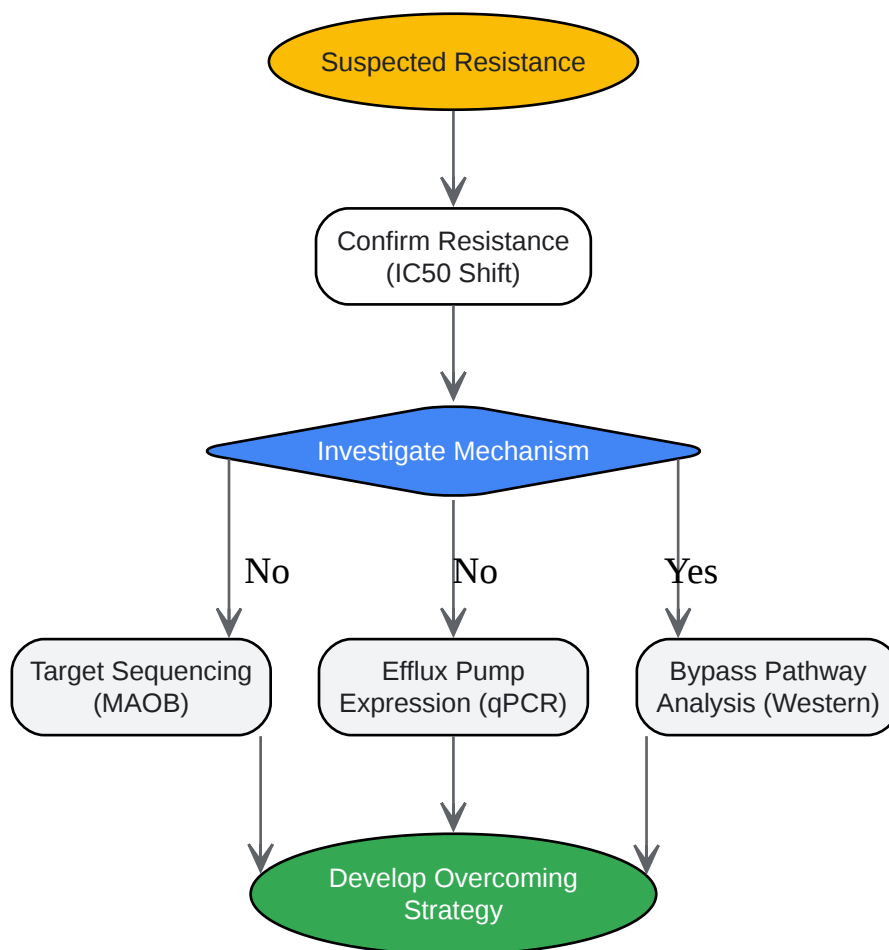 Suspected Resistance
Confirm Resistance
(IC50 Shift)
Investigate Mechanism
No
No
Yes
Target Sequencing
(MAOB)
Efflux Pump
Expression (qPCR)
Bypass Pathway
Analysis (Western)
Develop Overcoming
Strategy